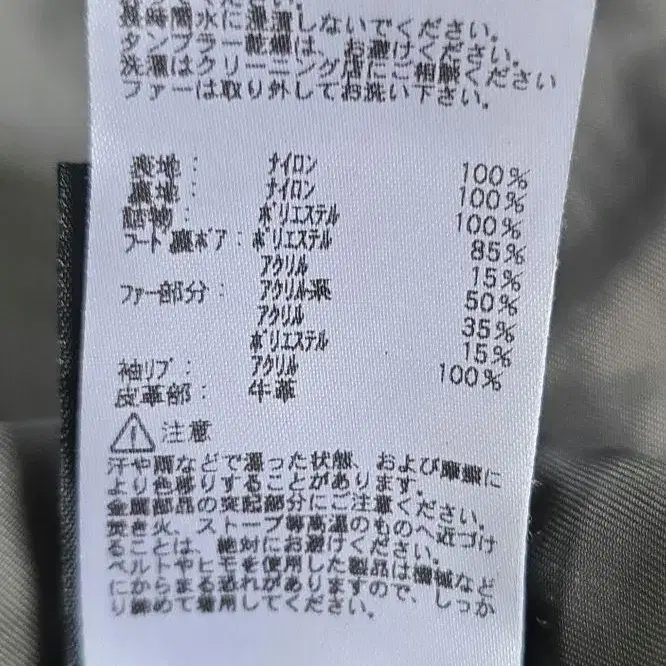 ください。
長時間水に浸漬しないでください。
タンブラー乾燥は、お避けください。
洗濯はクリーニング店にご相談ください
ファーは取り外してお洗い下さい。
表地： ナイロン 100%
裏地： ナイロン 100%
詰物： ポリエステル 100%
フード裏ボア：ポリエステル 85%
アクリル 15%
ファー部分：アクリル系 50%
アクリル 35%
ポリエステル 15%
袖リブ： アクリル 100%
皮革部： 牛革
注意
汗や雨などで湿った状態、および摩擦に
より色移りすることがあります。
金属部品の突起部分にご注意ください。
焚き火、ストーブ等高温のものへ近づけ
ることは、絶対にお避けください。
ベルトやヒモを使用した製品は機械など
にからまる恐れがありますので、しっか
り締めて着用してください。